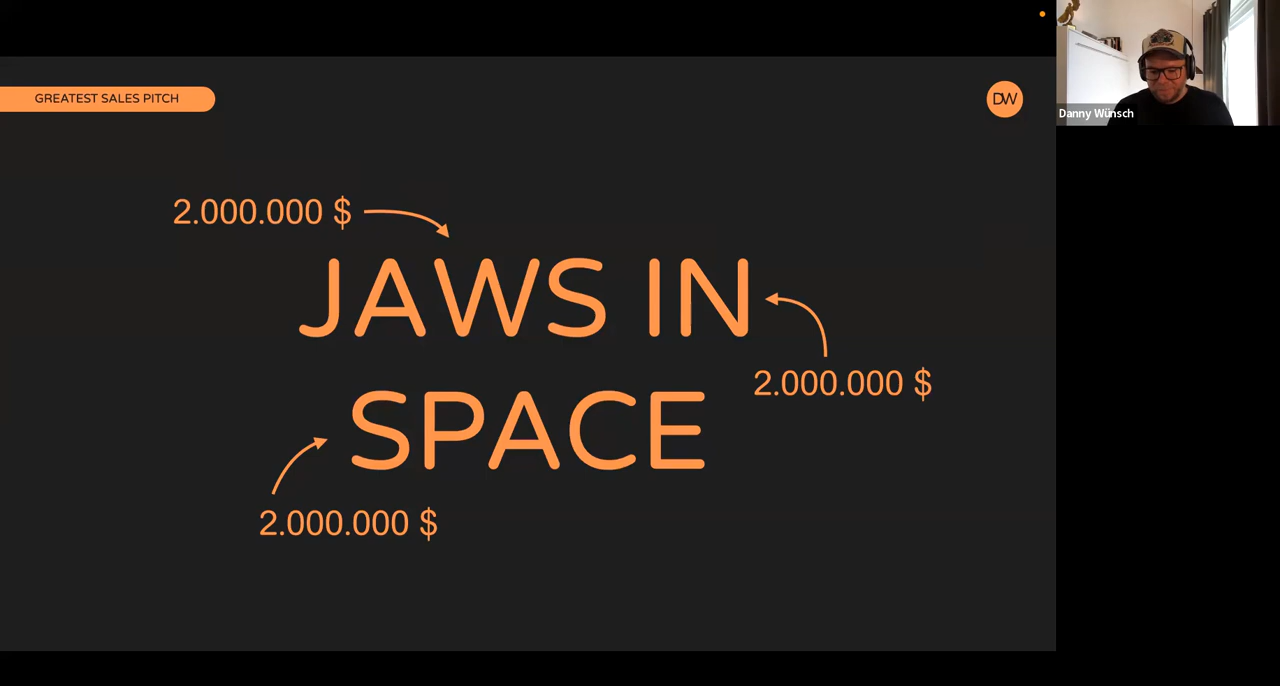 GREATEST SALES PITCH
DW
Danny Wünsch
2.000.000 $
JAWS IN
2.000.000 $
SPACE
2.000.000 $